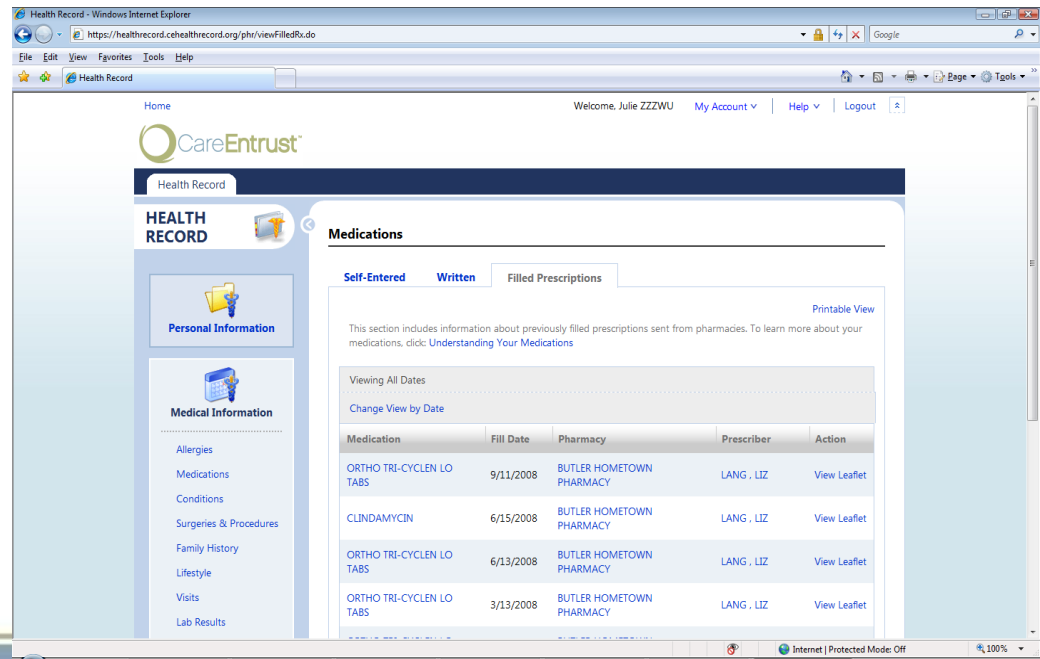 Health Record - Windows Internet Explorer
https://healthrecord.cehealthrecord.org/phr/viewFilledRx.do
Google
File Edit View Favorites Tools Help
Health Record
Page Tools
Home
Welcome, Julie ZZZWU My Account Help Logout
CareEntrust
Health Record
HEALTH
RECORD
Personal Information
Medical Information
Allergies
Medications
Conditions
Surgeries & Procedures
Family History
Lifestyle
Visits
Lab Results
Medications
Self-Entered Written Filled Prescriptions
Printable View
This section includes information about previously filled prescriptions sent from pharmacies. To learn more about your
medications, click: Understanding Your Medications
Viewing All Dates
Change View by Date
Medication Fill Date Pharmacy Prescriber Action
ORTHO TRI-CYCLEN LO
TABS 9/11/2008 BUTLER HOMETOWN
PHARMACY LANG , LIZ View Leaflet
CLINDAMYCIN 6/15/2008 BUTLER HOMETOWN
PHARMACY LANG , LIZ View Leaflet
ORTHO TRI-CYCLEN LO
TABS 6/13/2008 BUTLER HOMETOWN
PHARMACY LANG , LIZ View Leaflet
ORTHO TRI-CYCLEN LO
TABS 3/13/2008 BUTLER HOMETOWN
PHARMACY LANG , LIZ View Leaflet
Internet | Protected Mode: Off 100%